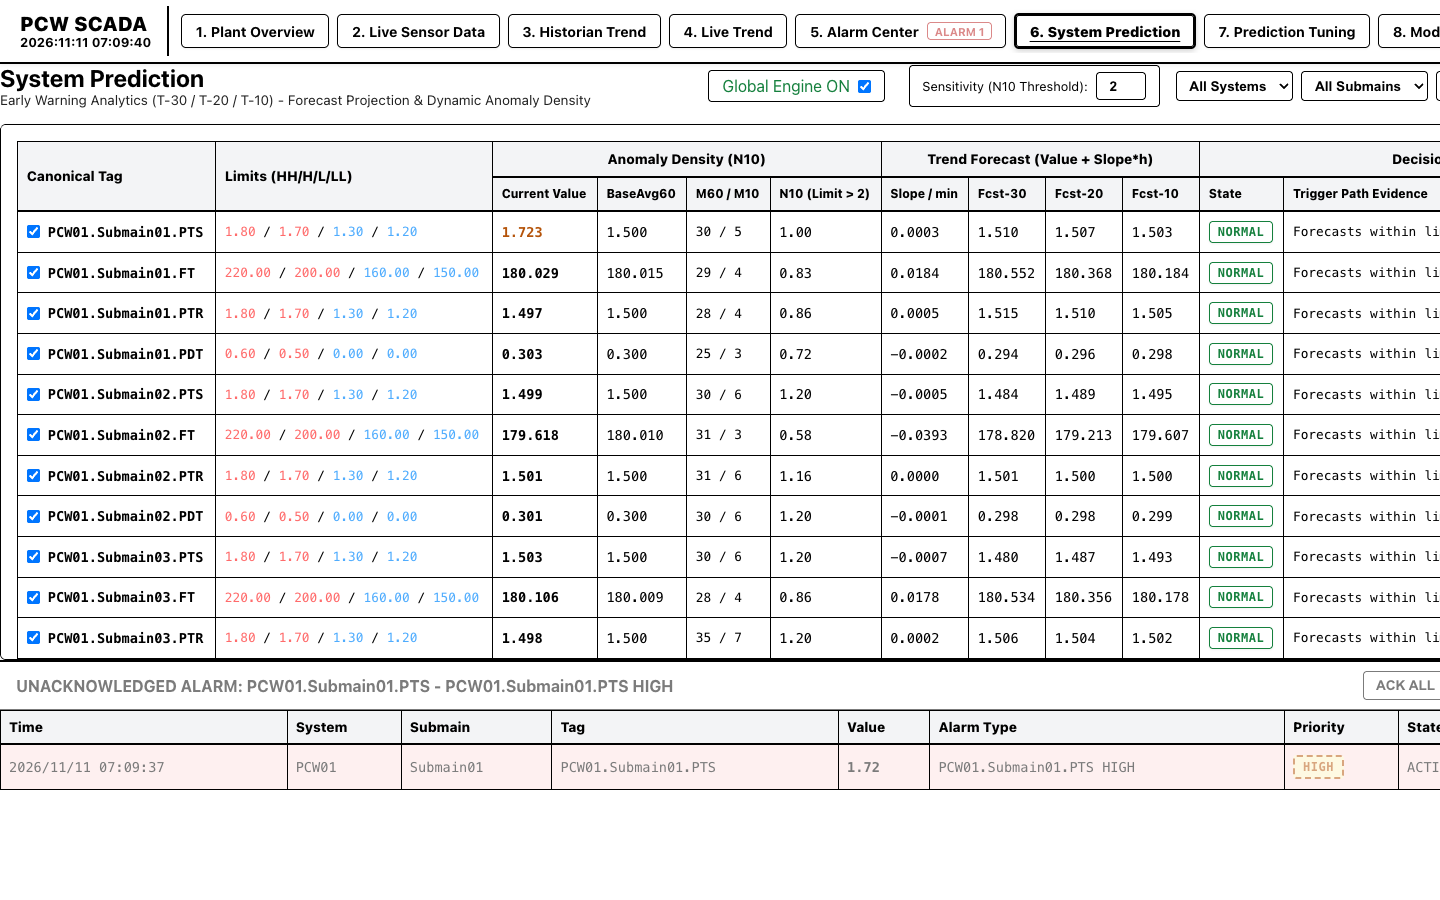 PCW SCADA
2026:11:11 07:09:40
1. Plant Overview 2. Live Sensor Data 3. Historian Trend 4. Live Trend 5. Alarm Center ALARM 1 6. System Prediction 7. Prediction Tuning 8. Mod
System Prediction
Early Warning Analytics (T-30 / T-20 / T-10) - Forecast Projection & Dynamic Anomaly Density
Global Engine ON Sensitivity (N10 Threshold): 2 All Systems All Submains
Canonical Tag Limits (HH/H/L/LL) Anomaly Density (N10) Trend Forecast (Value + Slope*h) Decisio
Current Value BaseAvg60 M60 / M10 N10 (Limit > 2) Slope / min Fcst-30 Fcst-20 Fcst-10 State Trigger Path Evidence
PCW01.Submain01.PTS 1.80 / 1.70 / 1.30 / 1.20 1.723 1.500 30 / 5 1.00 0.0003 1.510 1.507 1.503 NORMAL Forecasts within li
PCW01.Submain01.FT 220.00 / 200.00 / 160.00 / 150.00 180.029 180.015 29 / 4 0.83 0.0184 180.552 180.368 180.184 NORMAL Forecasts within li
PCW01.Submain01.PTR 1.80 / 1.70 / 1.30 / 1.20 1.497 1.500 28 / 4 0.86 0.0005 1.515 1.510 1.505 NORMAL Forecasts within li
PCW01.Submain01.PDT 0.60 / 0.50 / 0.00 / 0.00 0.303 0.300 25 / 3 0.72 −0.0002 0.294 0.296 0.298 NORMAL Forecasts within li
PCW01.Submain02.PTS 1.80 / 1.70 / 1.30 / 1.20 1.499 1.500 30 / 6 1.20 −0.0005 1.484 1.489 1.495 NORMAL Forecasts within li
PCW01.Submain02.FT 220.00 / 200.00 / 160.00 / 150.00 179.618 180.010 31 / 3 0.58 −0.0393 178.820 179.213 179.607 NORMAL Forecasts within li
PCW01.Submain02.PTR 1.80 / 1.70 / 1.30 / 1.20 1.501 1.500 31 / 6 1.16 0.0000 1.501 1.500 1.500 NORMAL Forecasts within li
PCW01.Submain02.PDT 0.60 / 0.50 / 0.00 / 0.00 0.301 0.300 30 / 6 1.20 −0.0001 0.298 0.298 0.299 NORMAL Forecasts within li
PCW01.Submain03.PTS 1.80 / 1.70 / 1.30 / 1.20 1.503 1.500 30 / 6 1.20 −0.0007 1.480 1.487 1.493 NORMAL Forecasts within li
PCW01.Submain03.FT 220.00 / 200.00 / 160.00 / 150.00 180.106 180.009 28 / 4 0.86 0.0178 180.534 180.356 180.178 NORMAL Forecasts within li
PCW01.Submain03.PTR 1.80 / 1.70 / 1.30 / 1.20 1.498 1.500 35 / 7 1.20 0.0002 1.506 1.504 1.502 NORMAL Forecasts within li
UNACKNOWLEDGED ALARM: PCW01.Submain01.PTS - PCW01.Submain01.PTS HIGH ACK ALL
Time System Submain Tag Value Alarm Type Priority State
2026/11/11 07:09:37 PCW01 Submain01 PCW01.Submain01.PTS 1.72 PCW01.Submain01.PTS HIGH HIGH ACTI